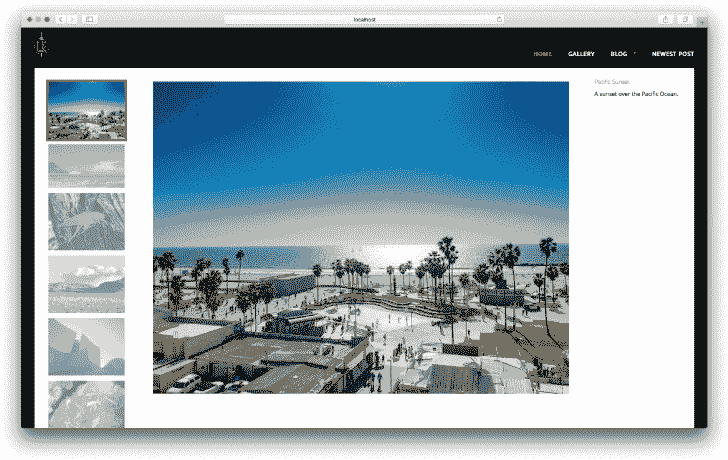 localhost
HOME GALLERY BLOG NEWEST POST
Pacific Sunset
A sunset over the Pacific Ocean.